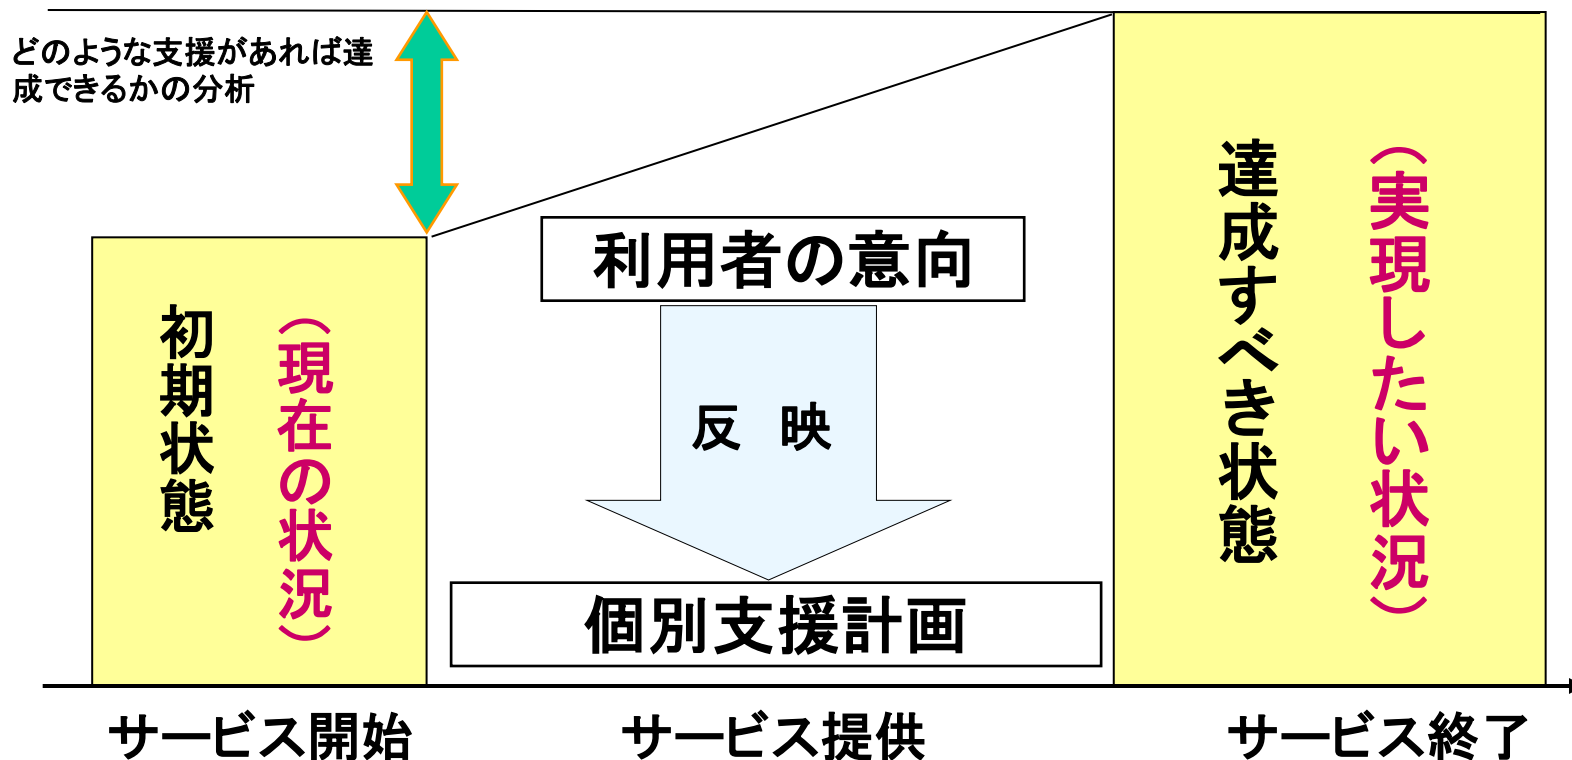 どのような支援があれば達
成できるかの分析
初期状態
（現在の状況）
利用者の意向
反　映
個別支援計画
達成すべき状態
（実現したい状況）
サービス開始
サービス提供
サービス終了